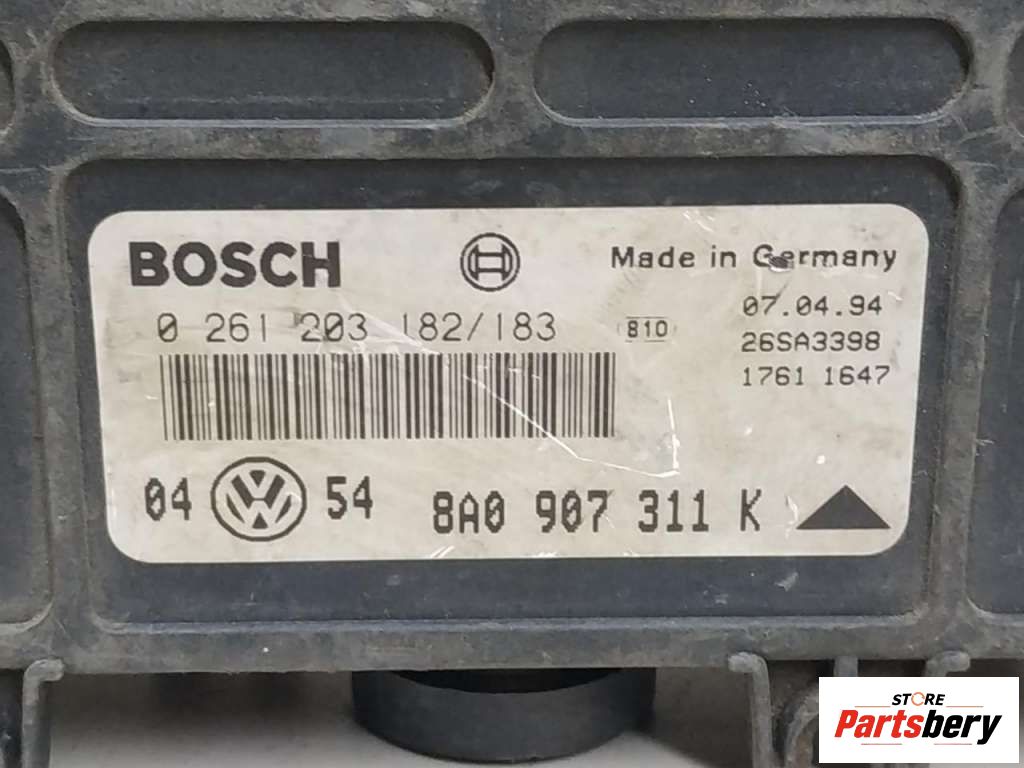 BOSCH Made in Germany
0 261 203 182/183 810 07.04.94
26SA3398
1761 1647
04 VW 54 8A0 907 311 K
STORE
Partsbery